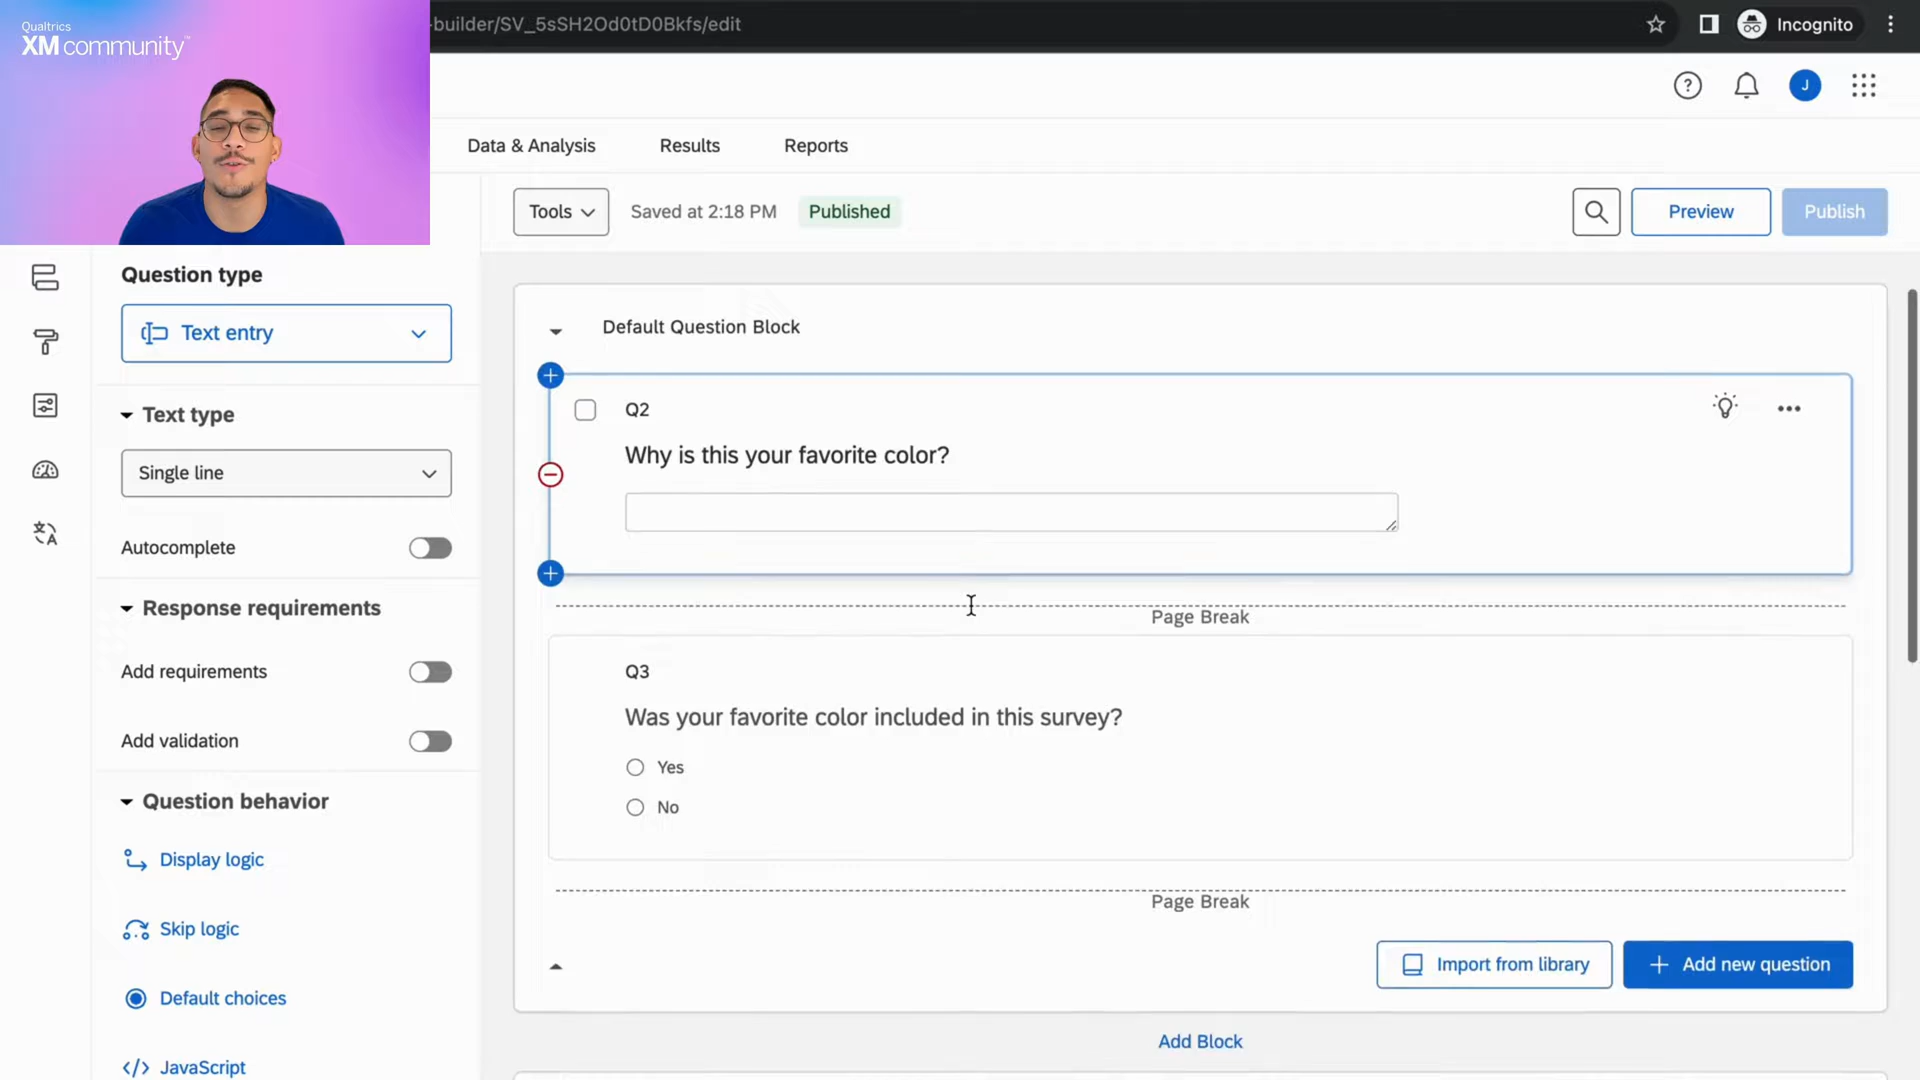 Qualtrics
XM community™
-builder/SV_5sSH2Od0tD0Bkfs/edit
Incognito
?
J
Data & Analysis
Results
Reports
Tools
Saved at 2:18 PM
Published
Preview
Publish
Question type
Text entry
Text type
Single line
Autocomplete
Response requirements
Add requirements
Add validation
Question behavior
Display logic
Skip logic
Default choices
</> JavaScript
Default Question Block
Q2
Why is this your favorite color?
Page Break
Q3
Was your favorite color included in this survey?
Yes
No
Page Break
Import from library
+ Add new question
Add Block